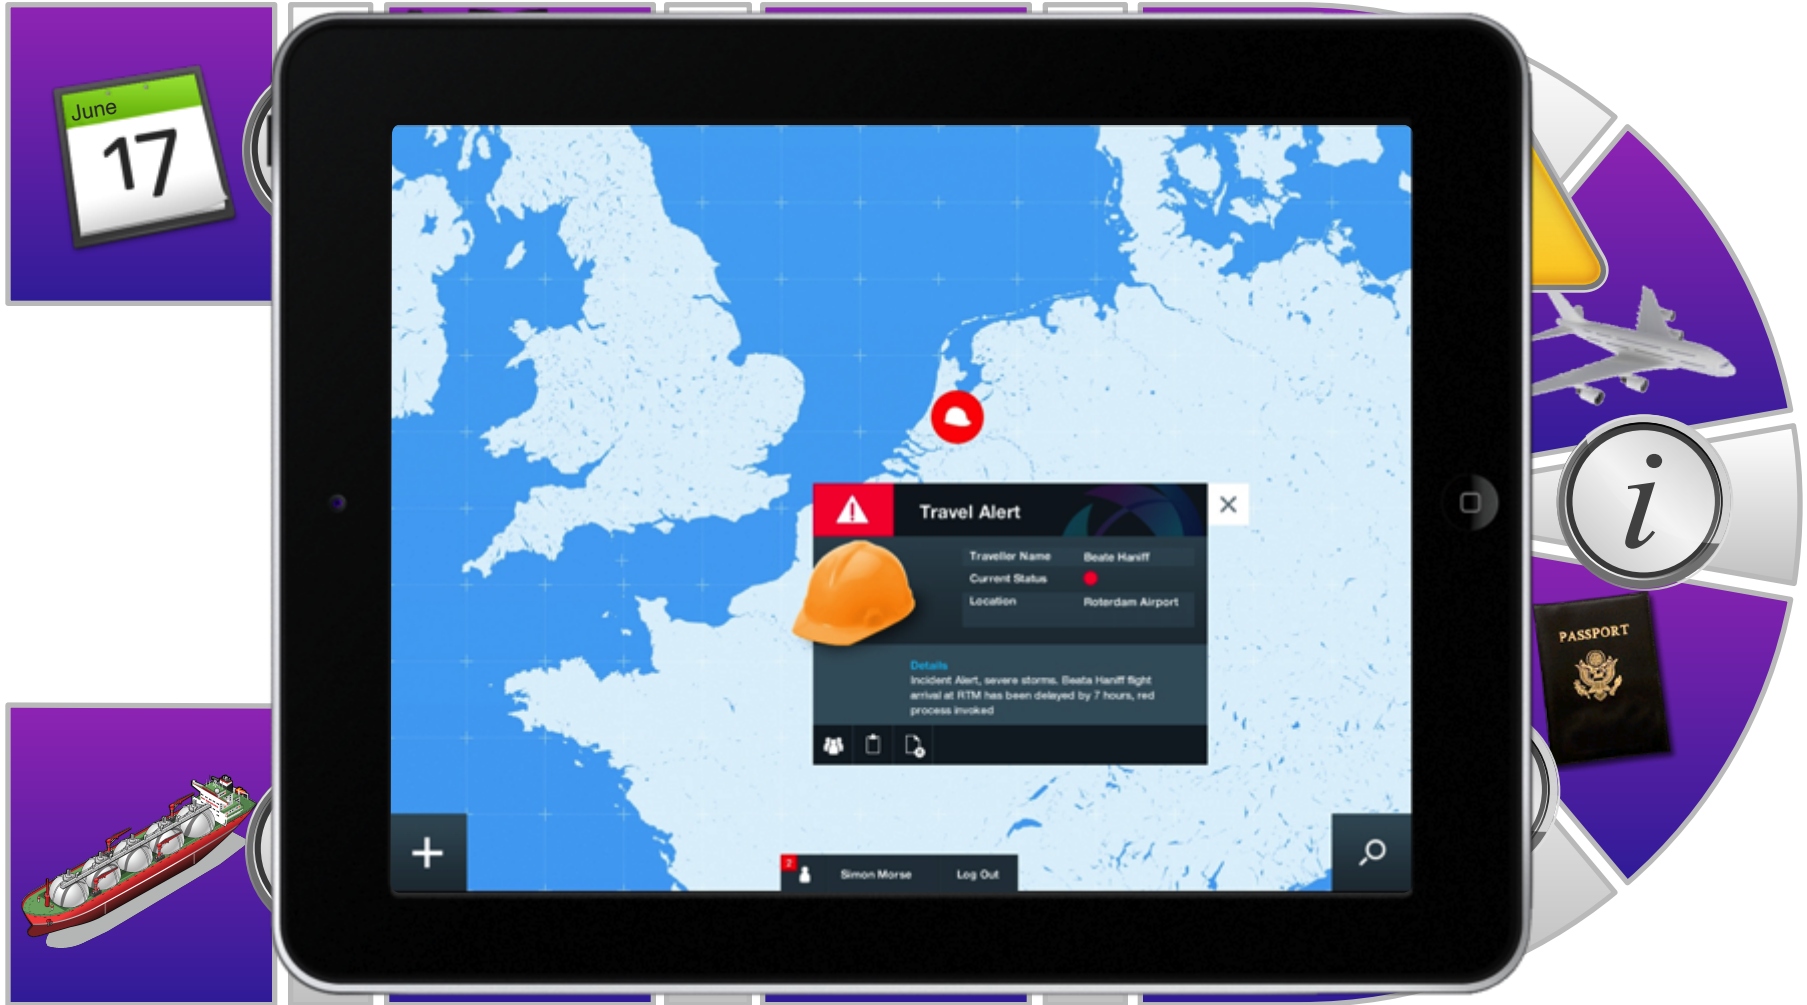 June
17
Travel Alert
Traveller Name Beate Haniff
Current Status
Location Roterdam Airport
Details
Incident Alert, severe storms. Beata Haniff flight
arrival at RTM has been delayed by 7 hours, red
process invoked
i
PASSPORT
2
Simon Morse Log Out